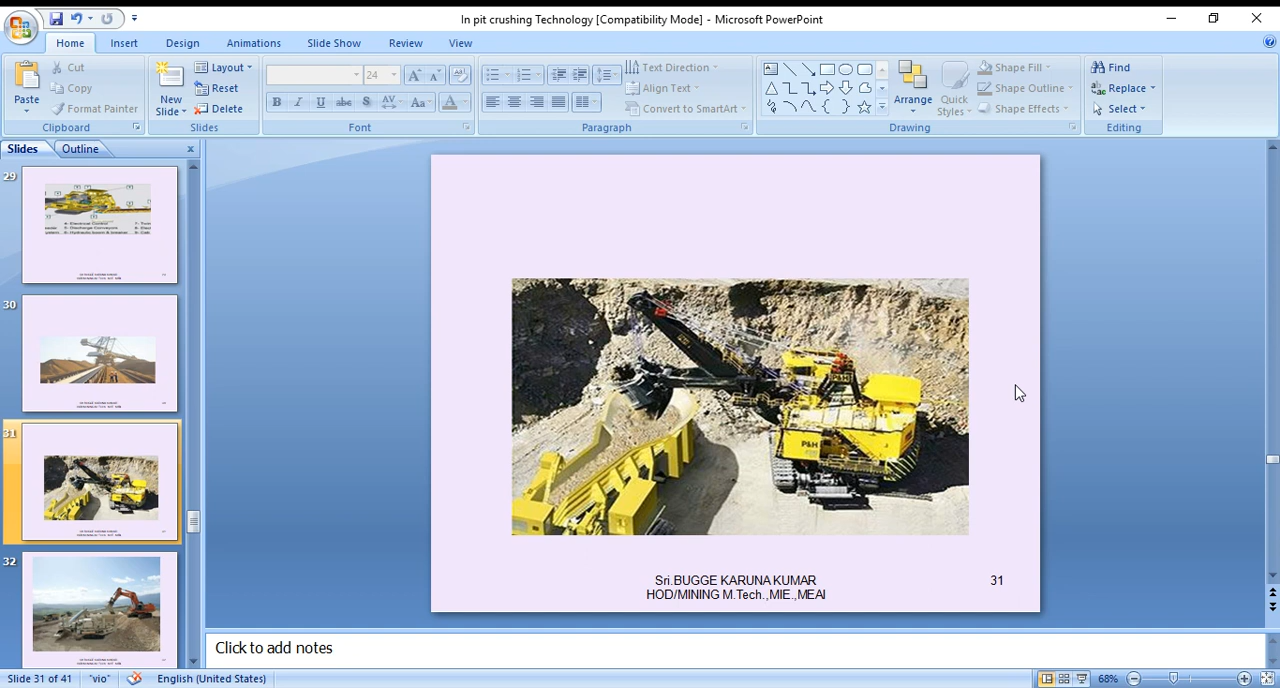 In pit crushing Technology [Compatibility Mode] - Microsoft PowerPoint
Home Insert Design Animations Slide Show Review View
Paste
Cut
Copy
Format Painter
Clipboard
New Slide
Layout
Reset
Delete
Slides
24
B I U abc S AV Aa A
Font
Text Direction
Align Text
Convert to SmartArt
Paragraph
Arrange
Quick Styles
Shape Fill
Shape Outline
Shape Effects
Drawing
Find
Replace
Select
Editing
Slides Outline
29
30
31
32
P&H
P&H
Sri.BUGGE KARUNA KUMAR 31
HOD/MINING M.Tech.,MIE.,MEAI
Click to add notes
Slide 31 of 41 "vio" English (United States) 68%